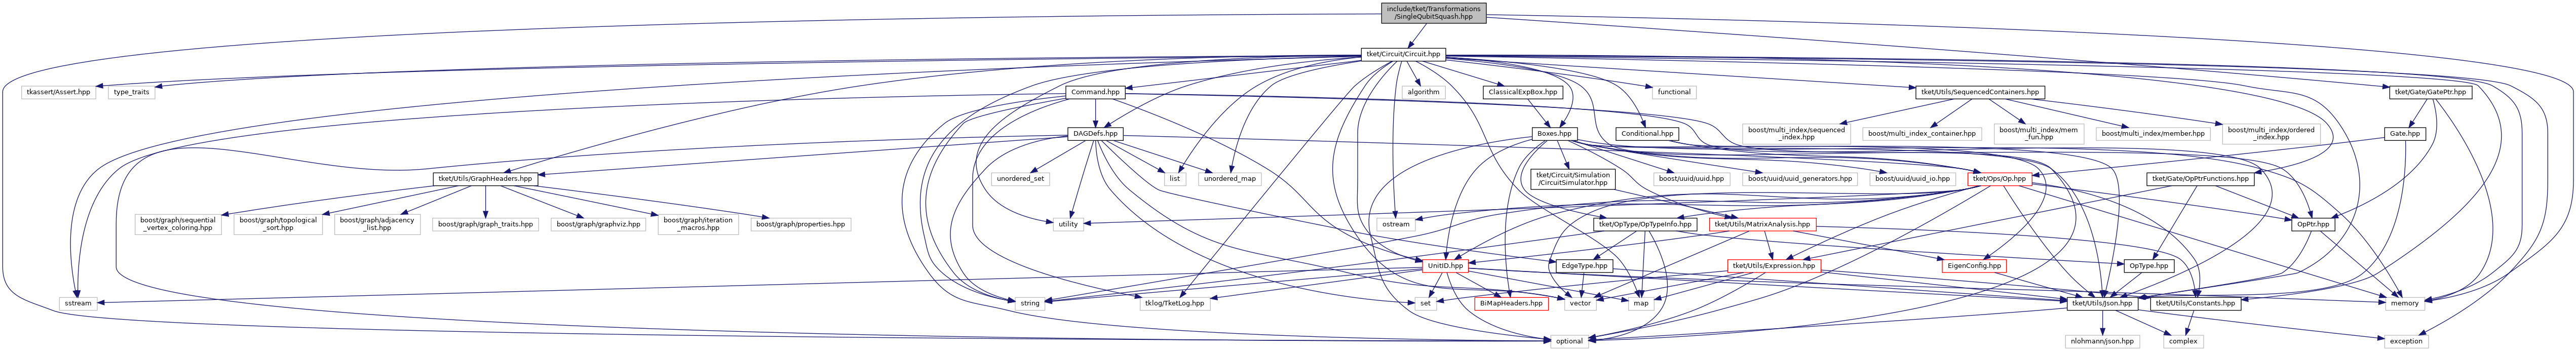 include/tket/Transformations
/SingleQubitSquash.hpp
tket/Circuit/Circuit.hpp
tkassert/Assert.hpp
type_traits
Command.hpp
algorithm
ClassicalExpBox.hpp
functional
tket/Utils/SequencedContainers.hpp
tket/Gate/GatePtr.hpp
DAGDefs.hpp
Boxes.hpp
Conditional.hpp
boost/multi_index/sequenced
_index.hpp
boost/multi_index_container.hpp
boost/multi_index/mem
_fun.hpp
boost/multi_index/member.hpp
boost/multi_index/ordered
_index.hpp
Gate.hpp
tket/Utils/GraphHeaders.hpp
unordered_set
list
unordered_map
tket/Circuit/Simulation
/CircuitSimulator.hpp
boost/uuid/uuid.hpp
boost/uuid/uuid_generators.hpp
boost/uuid/uuid_io.hpp
tket/Ops/Op.hpp
tket/Gate/OpPtrFunctions.hpp
boost/graph/sequential
_vertex_coloring.hpp
boost/graph/topological
_sort.hpp
boost/graph/adjacency
_list.hpp
boost/graph/graph_traits.hpp
boost/graph/graphviz.hpp
boost/graph/iteration
_macros.hpp
boost/graph/properties.hpp
utility
ostream
tket/OpType/OpTypeInfo.hpp
tket/Utils/MatrixAnalysis.hpp
OpPtr.hpp
UnitID.hpp
EdgeType.hpp
tket/Utils/Expression.hpp
EigenConfig.hpp
OpType.hpp
sstream
string
tklog/TketLog.hpp
set
BiMapHeaders.hpp
vector
map
tket/Utils/Json.hpp
tket/Utils/Constants.hpp
memory
optional
nlohmann/json.hpp
complex
exception